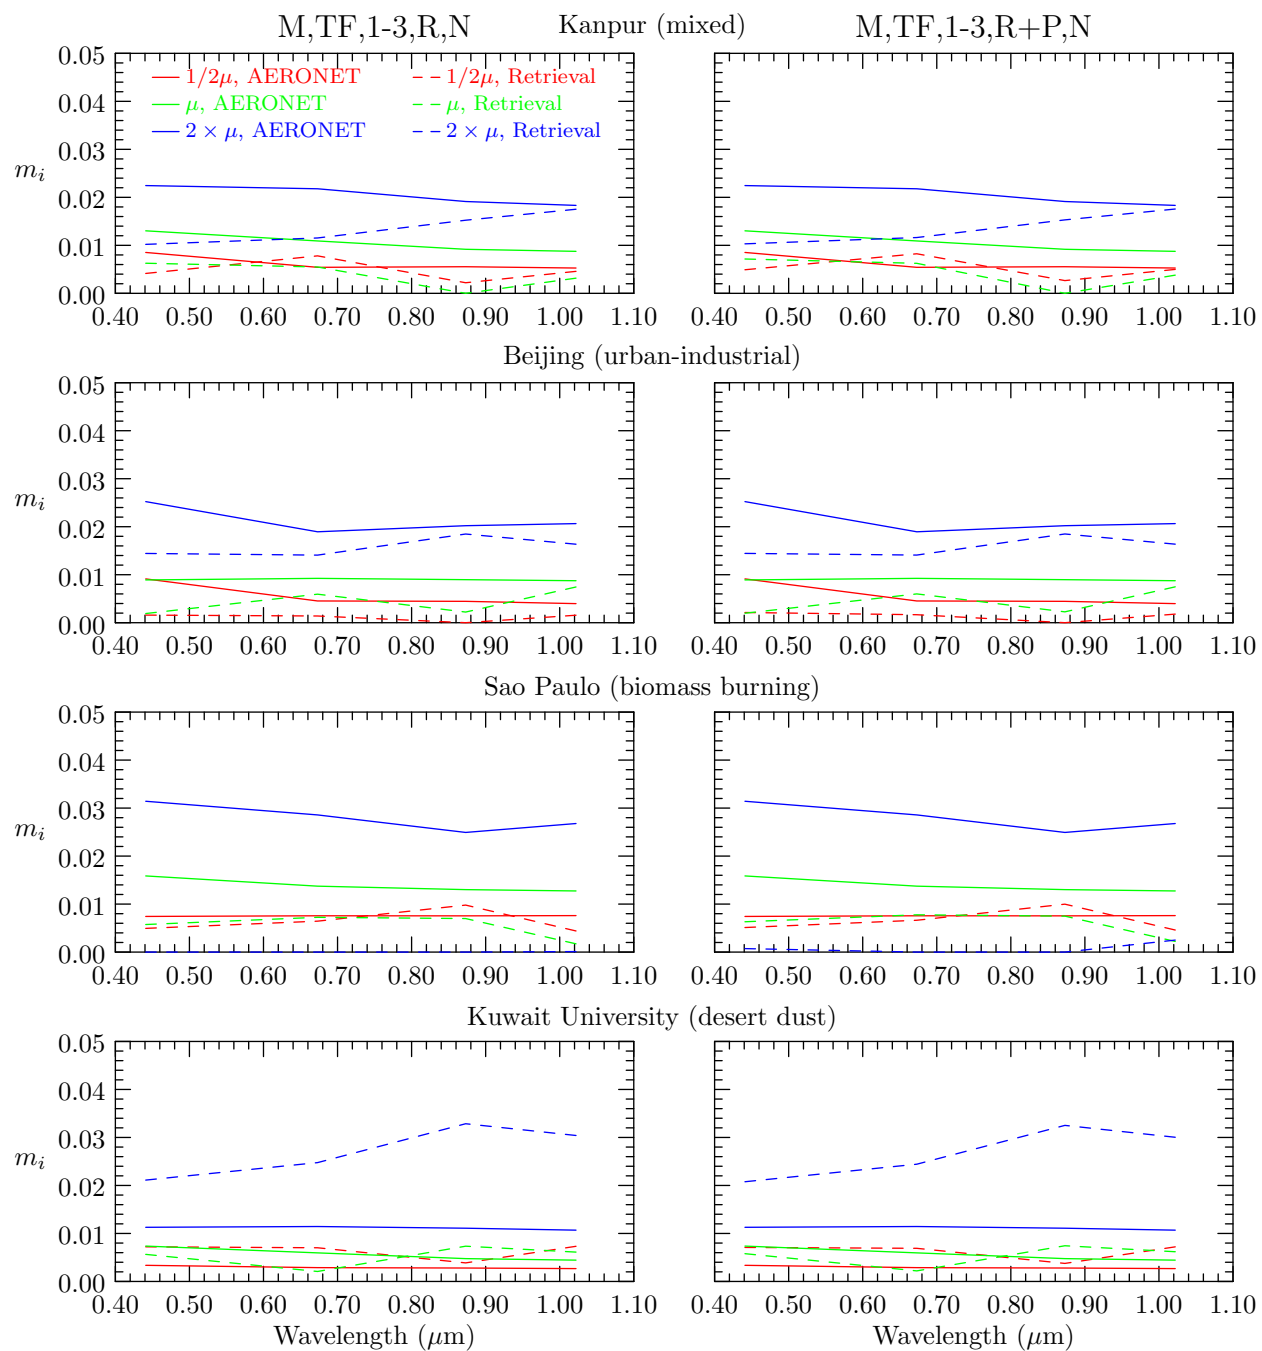 M,TF,1-3,R,N Kanpur (mixed) M,TF,1-3,R+P,N
0.05
1/2μ, AERONET 1/2μ, Retrieval
0.04 μ, AERONET μ, Retrieval
2 × μ, AERONET 2 × μ, Retrieval
0.03
m_i
0.02
0.01
0.00
0.40 0.50 0.60 0.70 0.80 0.90 1.00 1.10 0.40 0.50 0.60 0.70 0.80 0.90 1.00 1.10
Beijing (urban-industrial)
0.05
0.04
0.03
m_i
0.02
0.01
0.00
0.40 0.50 0.60 0.70 0.80 0.90 1.00 1.10 0.40 0.50 0.60 0.70 0.80 0.90 1.00 1.10
Sao Paulo (biomass burning)
0.05
0.04
0.03
m_i
0.02
0.01
0.00
0.40 0.50 0.60 0.70 0.80 0.90 1.00 1.10 0.40 0.50 0.60 0.70 0.80 0.90 1.00 1.10
Kuwait University (desert dust)
0.05
0.04
0.03
m_i
0.02
0.01
0.00
0.40 0.50 0.60 0.70 0.80 0.90 1.00 1.10 0.40 0.50 0.60 0.70 0.80 0.90 1.00 1.10
Wavelength (μm) Wavelength (μm)